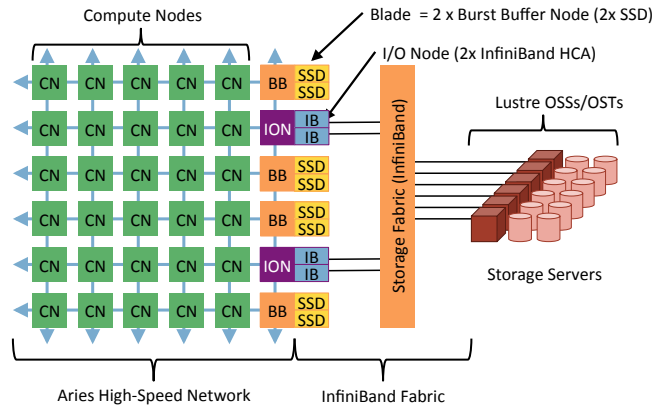 Compute Nodes
Blade = 2 x Burst Buffer Node (2x SSD)
I/O Node (2x InfiniBand HCA)
Lustre OSSs/OSTs
CN CN CN CN CN BB SSD
SSD
CN CN CN CN CN ION IB
IB
CN CN CN CN CN BB SSD
SSD
CN CN CN CN CN BB SSD
SSD
CN CN CN CN CN ION IB
IB
CN CN CN CN CN BB SSD
SSD
Storage Fabric (InfiniBand)
Storage Servers
Aries High-Speed Network
InfiniBand Fabric